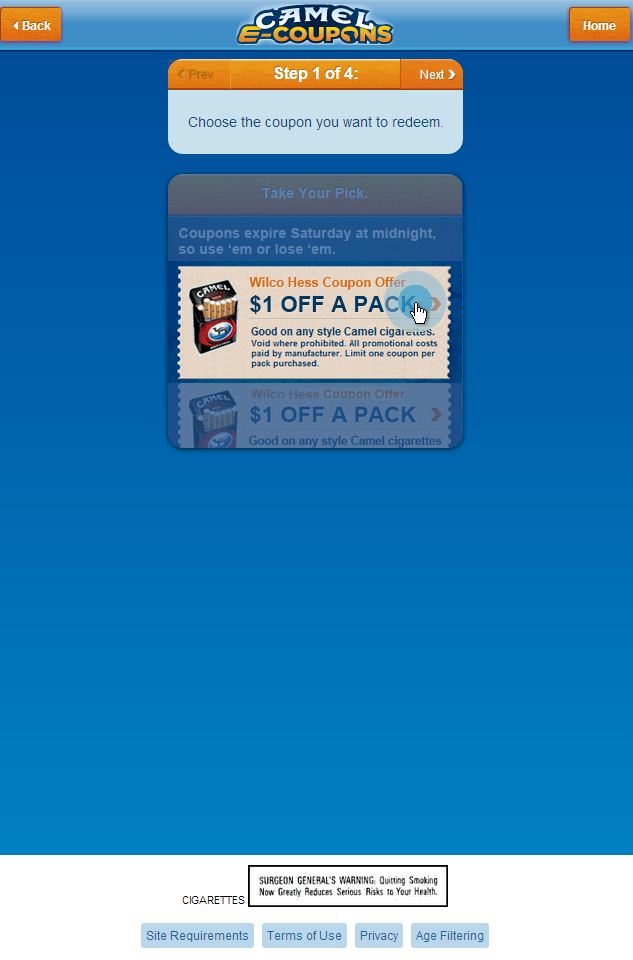 Back
CAMEL
E-COUPONS
Home
Prev
Step 1 of 4:
Next
Choose the coupon you want to redeem.
Take Your Pick.
Coupons expire Saturday at midnight,
so use 'em or lose 'em.
CAMEL
Wilco Hess Coupon Offer
$1 OFF A PACK
Good on any style Camel cigarettes.
Void where prohibited. All promotional costs
paid by manufacturer. Limit one coupon per
pack purchased.
CAMEL
Wilco Hess Coupon Offer
$1 OFF A PACK
Good on any style Camel cigarettes
CIGARETTES
SURGEON GENERAL'S WARNING: Quitting Smoking
Now Greatly Reduces Serious Risks to Your Health.
Site Requirements
Terms of Use
Privacy
Age Filtering